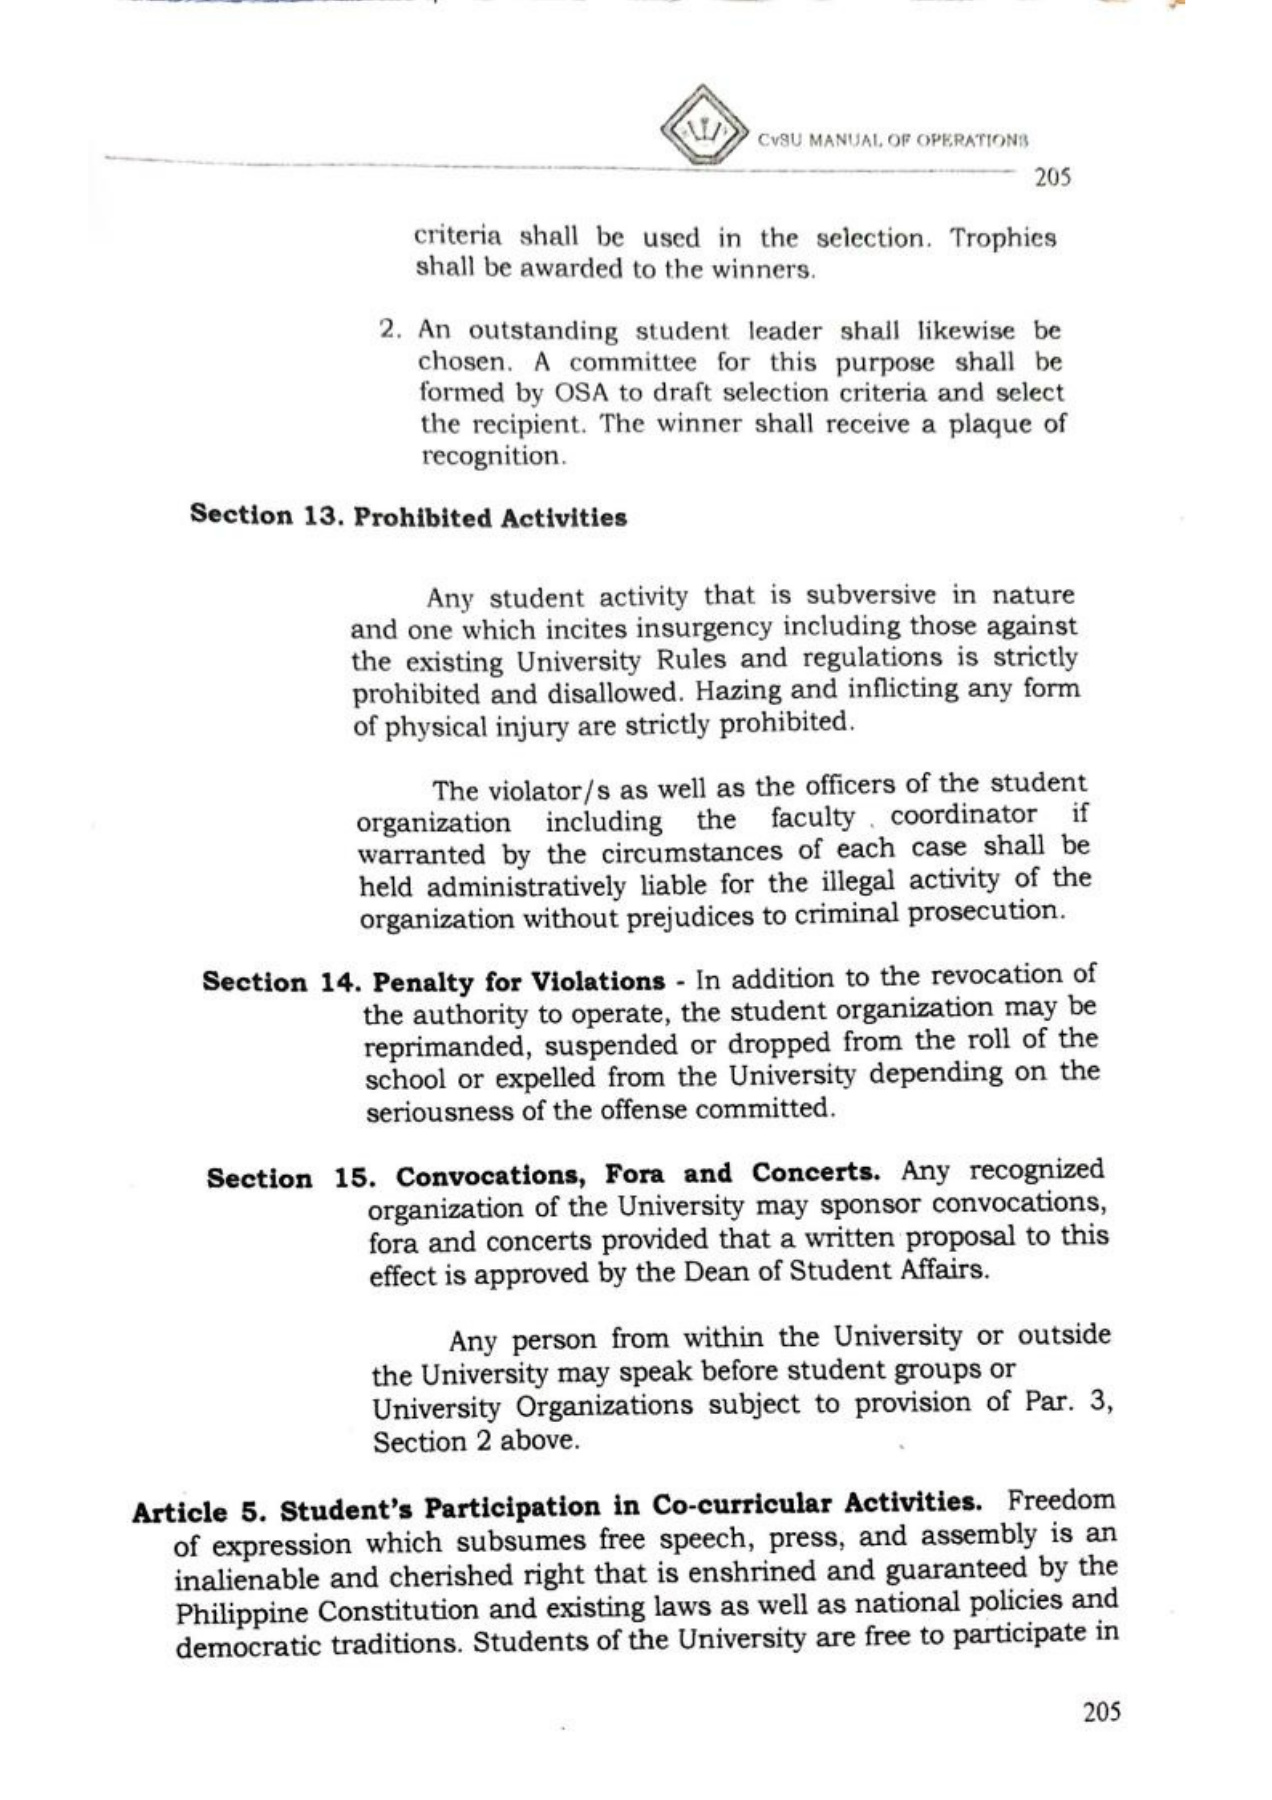 CvSU MANUAL OF OPERATIONS
205
criteria shall be used in the selection. Trophies
shall be awarded to the winners.
2. An outstanding student leader shall likewise be
chosen. A committee for this purpose shall be
formed by OSA to draft selection criteria and select
the recipient. The winner shall receive a plaque of
recognition.
Section 13. Prohibited Activities
Any student activity that is subversive in nature
and one which incites insurgency including those against
the existing University Rules and regulations is strictly
prohibited and disallowed. Hazing and inflicting any form
of physical injury are strictly prohibited.
The violator/s as well as the officers of the student
organization including the faculty coordinator if
warranted by the circumstances of each case shall be
held administratively liable for the illegal activity of the
organization without prejudices to criminal prosecution.
Section 14. Penalty for Violations - In addition to the revocation of
the authority to operate, the student organization may be
reprimanded, suspended or dropped from the roll of the
school or expelled from the University depending on the
seriousness of the offense committed.
Section 15. Convocations, Fora and Concerts. Any recognized
organization of the University may sponsor convocations,
fora and concerts provided that a written proposal to this
effect is approved by the Dean of Student Affairs.
Any person from within the University or outside
the University may speak before student groups or
University Organizations subject to provision of Par. 3,
Section 2 above.
Article 5. Student's Participation in Co-curricular Activities. Freedom
of expression which subsumes free speech, press, and assembly is an
inalienable and cherished right that is enshrined and guaranteed by the
Philippine Constitution and existing laws as well as national policies and
democratic traditions. Students of the University are free to participate in
205